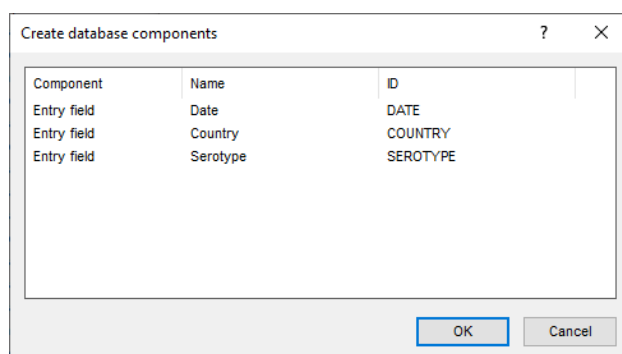 Create database components ? ×
Component Name ID
Entry field Date DATE
Entry field Country COUNTRY
Entry field Serotype SEROTYPE
OK Cancel